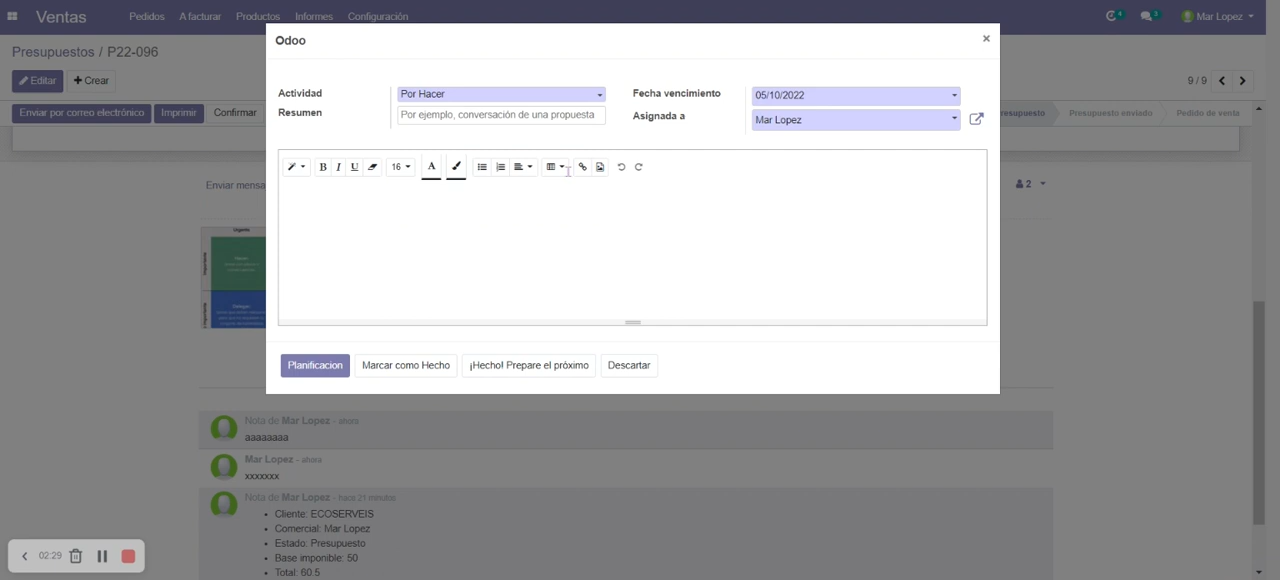 Ventas Pedidos A facturar Productos Informes Configuración 4 3 Mar Lopez
Presupuestos / P22-096
Editar Crear 9 / 9
Enviar por correo electrónico Imprimir Confirmar resupuesto Presupuesto enviado Pedido de venta
Odoo ×
Actividad Por Hacer Fecha vencimiento 05/10/2022
Resumen Por ejemplo, conversación de una propuesta Asignada a Mar Lopez
B I U 16 A
Enviar mensa 2
Urgente
Planificacion Marcar como Hecho ¡Hecho! Prepare el próximo Descartar
Nota de Mar Lopez - ahora
aaaaaaaa
Mar Lopez - ahora
xxxxxxx
Nota de Mar Lopez - hace 21 minutos
• Cliente: ECOSERVEIS
• Comercial: Mar Lopez
• Estado: Presupuesto
• Base imponible: 50
• Total: 60.5
02:29